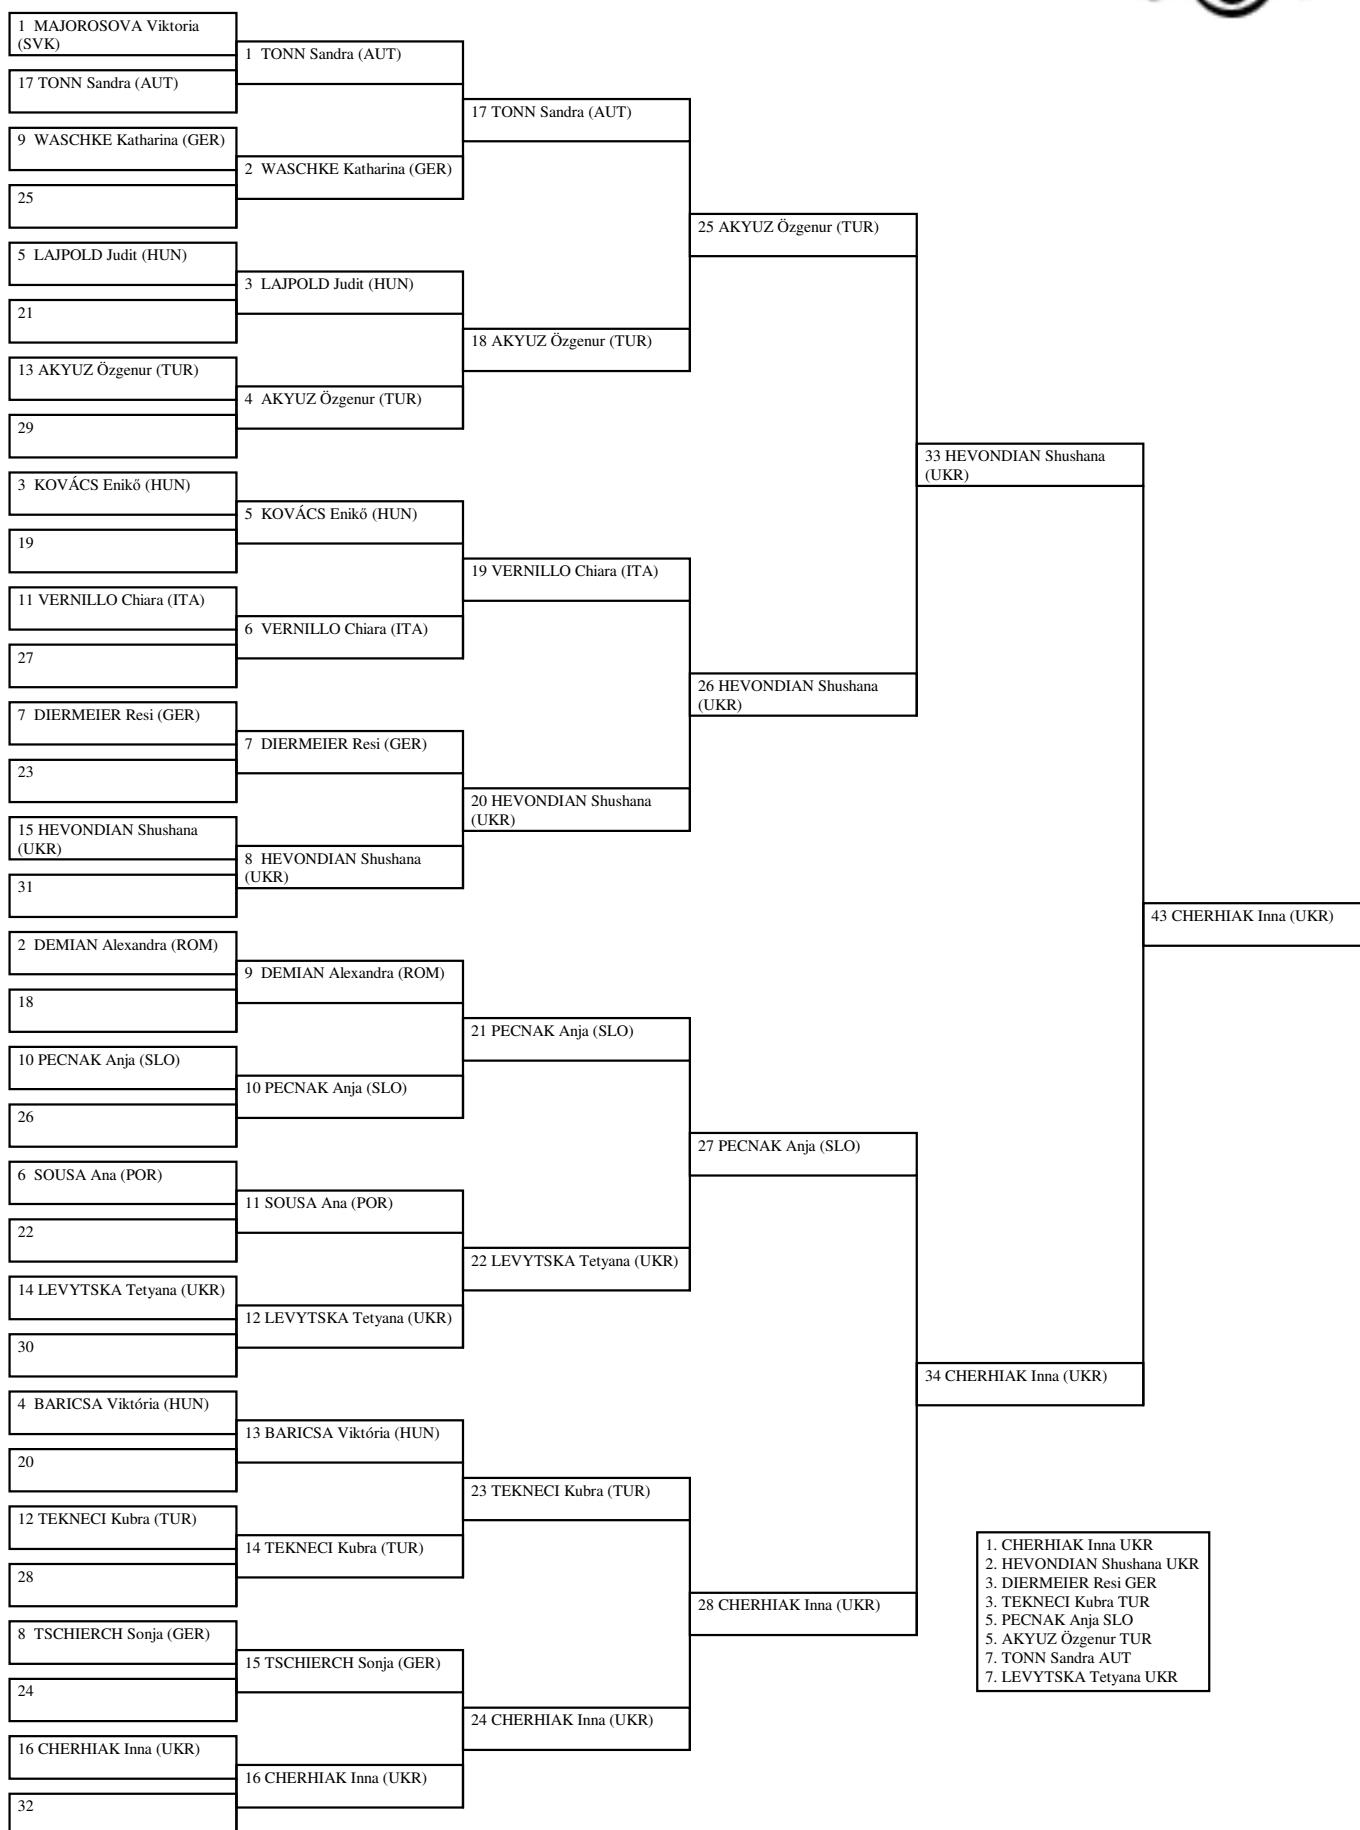 1 MAJOROSOVA Viktoria
(SVK)
17 TONN Sandra (AUT)
9 WASCHKE Katharina (GER)
25
5 LAJPOLD Judit (HUN)
21
13 AKYUZ Özgenur (TUR)
29
3 KOVÁCS Enikő (HUN)
19
11 VERNILLO Chiara (ITA)
27
7 DIERMEIER Resi (GER)
23
15 HEVONDIAN Shushana
(UKR)
31
2 DEMIAN Alexandra (ROM)
18
10 PECNAK Anja (SLO)
26
6 SOUSA Ana (POR)
22
14 LEVYTSKA Tetyana (UKR)
30
4 BARICSA Viktória (HUN)
20
12 TEKNECI Kubra (TUR)
28
8 TSCHIERCH Sonja (GER)
24
16 CHERHIAK Inna (UKR)
32
1 TONN Sandra (AUT)
2 WASCHKE Katharina (GER)
3 LAJPOLD Judit (HUN)
4 AKYUZ Özgenur (TUR)
5 KOVÁCS Enikő (HUN)
6 VERNILLO Chiara (ITA)
7 DIERMEIER Resi (GER)
8 HEVONDIAN Shushana
(UKR)
9 DEMIAN Alexandra (ROM)
10 PECNAK Anja (SLO)
11 SOUSA Ana (POR)
12 LEVYTSKA Tetyana (UKR)
13 BARICSA Viktória (HUN)
14 TEKNECI Kubra (TUR)
15 TSCHIERCH Sonja (GER)
16 CHERHIAK Inna (UKR)
17 TONN Sandra (AUT)
18 AKYUZ Özgenur (TUR)
19 VERNILLO Chiara (ITA)
20 HEVONDIAN Shushana
(UKR)
21 PECNAK Anja (SLO)
22 LEVYTSKA Tetyana (UKR)
23 TEKNECI Kubra (TUR)
24 CHERHIAK Inna (UKR)
25 AKYUZ Özgenur (TUR)
26 HEVONDIAN Shushana
(UKR)
27 PECNAK Anja (SLO)
28 CHERHIAK Inna (UKR)
33 HEVONDIAN Shushana
(UKR)
34 CHERHIAK Inna (UKR)
43 CHERHIAK Inna (UKR)
1. CHERHIAK Inna UKR
2. HEVONDIAN Shushana UKR
3. DIERMEIER Resi GER
3. TEKNECI Kubra TUR
5. PECNAK Anja SLO
5. AKYUZ Özgenur TUR
7. TONN Sandra AUT
7. LEVYTSKA Tetyana UKR